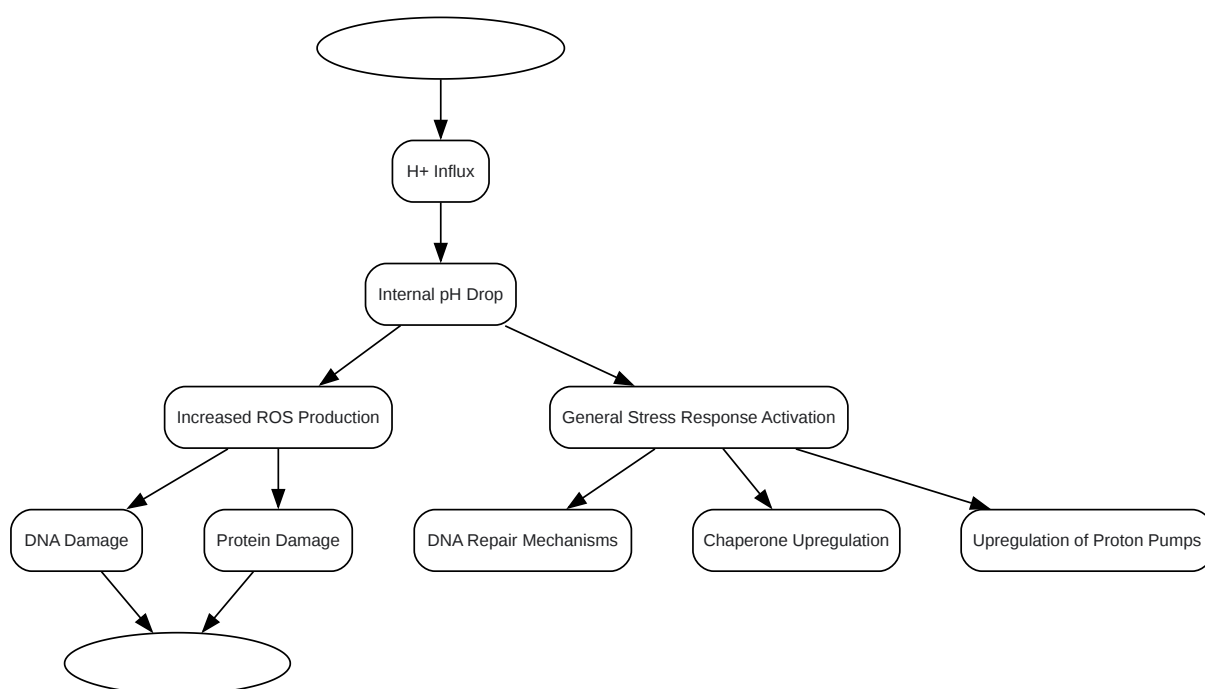 H+ Influx
Internal pH Drop
Increased ROS Production
General Stress Response Activation
DNA Damage
Protein Damage
DNA Repair Mechanisms
Chaperone Upregulation
Upregulation of Proton Pumps